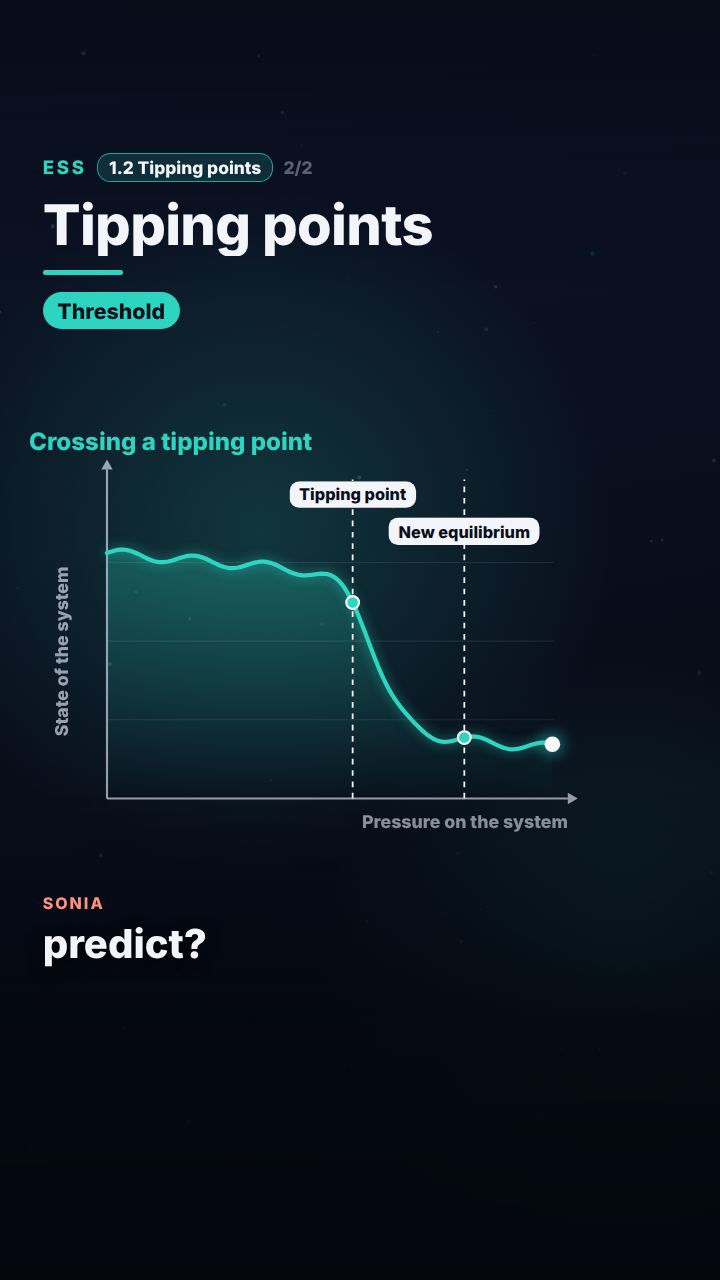 ESS 1.2 Tipping points 2/2
Tipping points
Threshold
Crossing a tipping point
Tipping point
New equilibrium
State of the system
Pressure on the system
SONIA
predict?